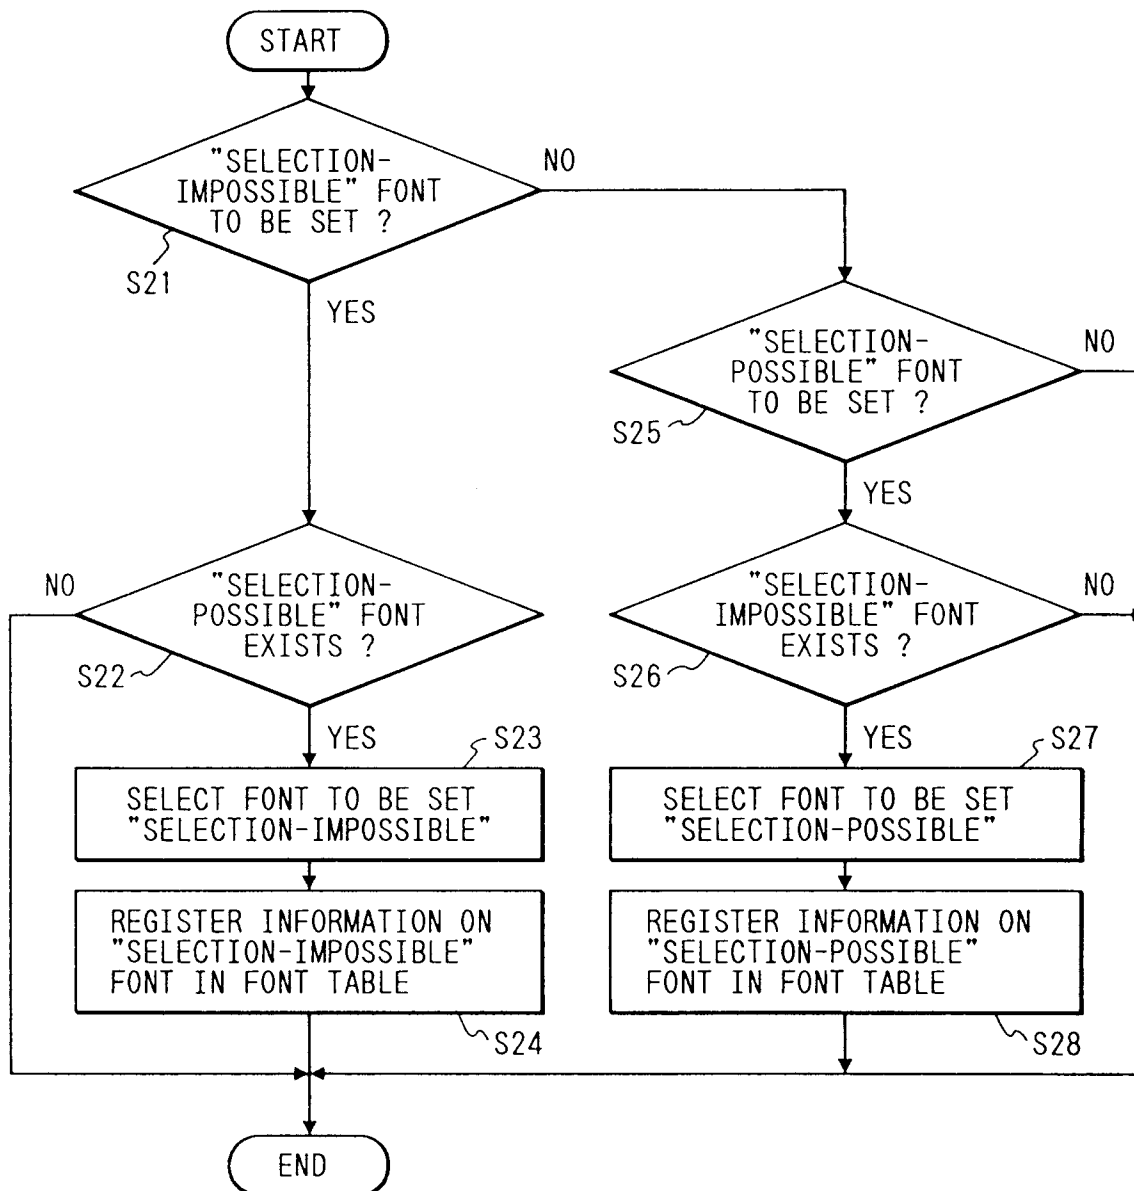 START
"SELECTION-
IMPOSSIBLE" FONT
TO BE SET ?
NO
S21
YES
"SELECTION-
POSSIBLE" FONT
TO BE SET ?
NO
S25
YES
"SELECTION-
POSSIBLE" FONT
EXISTS ?
NO
S22
YES
"SELECTION-
IMPOSSIBLE" FONT
EXISTS ?
NO
S26
YES
S23
SELECT FONT TO BE SET
"SELECTION-IMPOSSIBLE"
S27
SELECT FONT TO BE SET
"SELECTION-POSSIBLE"
REGISTER INFORMATION ON
"SELECTION-IMPOSSIBLE"
FONT IN FONT TABLE
S24
REGISTER INFORMATION ON
"SELECTION-POSSIBLE"
FONT IN FONT TABLE
S28
END